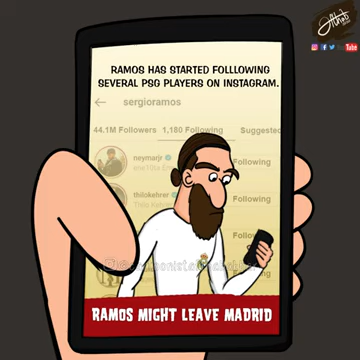 RAMOS HAS STARTED FOLLLOWING
SEVERAL PSG PLAYERS ON INSTAGRAM.
sergioramos
44.1M Followers 1,180 Following Suggested
neymarjr
Following
thilokehrer
Following
RAMOS MIGHT LEAVE MADRID